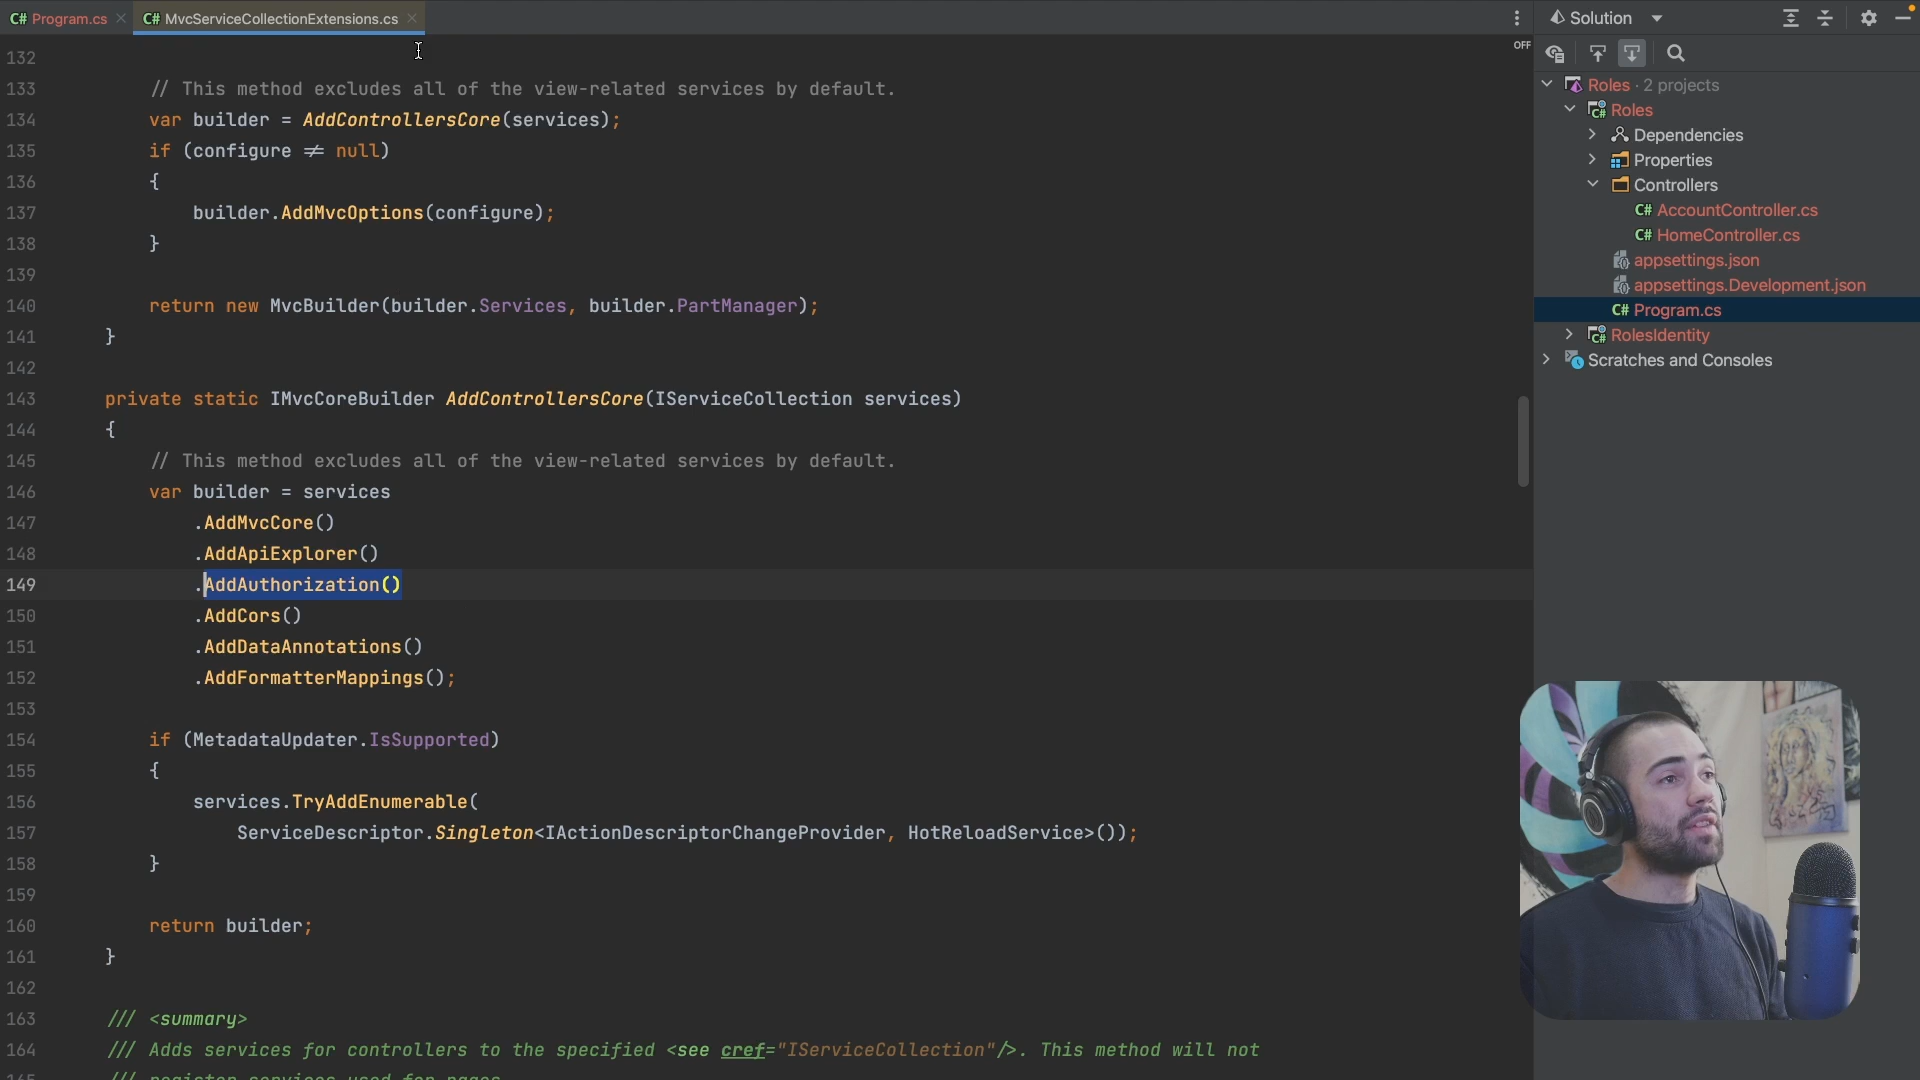 C# Program.cs
C# MvcServiceCollectionExtensions.cs
Solution
OFF
132
133 // This method excludes all of the view-related services by default.
134 var builder = AddControllersCore(services);
135 if (configure ≠ null)
136 {
137 builder.AddMvcOptions(configure);
138 }
139
140 return new MvcBuilder(builder.Services, builder.PartManager);
141 }
142
143 private static IMvcCoreBuilder AddControllersCore(IServiceCollection services)
144 {
145 // This method excludes all of the view-related services by default.
146 var builder = services
147 .AddMvcCore()
148 .AddApiExplorer()
149 .AddAuthorization()
150 .AddCors()
151 .AddDataAnnotations()
152 .AddFormatterMappings();
153
154 if (MetadataUpdater.IsSupported)
155 {
156 services.TryAddEnumerable(
157 ServiceDescriptor.Singleton<IActionDescriptorChangeProvider, HotReloadService>());
158 }
159
160 return builder;
161 }
162
163 /// <summary>
164 /// Adds services for controllers to the specified <see cref="IServiceCollection"/>. This method will not
165 /// register services used for pages.
Roles · 2 projects
C# Roles
Dependencies
C# Properties
Controllers
C# AccountController.cs
C# HomeController.cs
appsettings.json
appsettings.Development.json
C# Program.cs
C# RolesIdentity
Scratches and Consoles